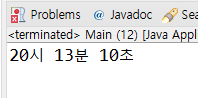 Problems @ Javadoc Sea
<terminated> Main (12) [Java Appl
20시 13분 10초